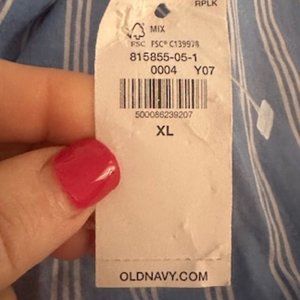 RPLK
MIX
FSC FSC® C139978
815855-05-1
0004 Y07
500086239207
XL
OLDNAVY.COM